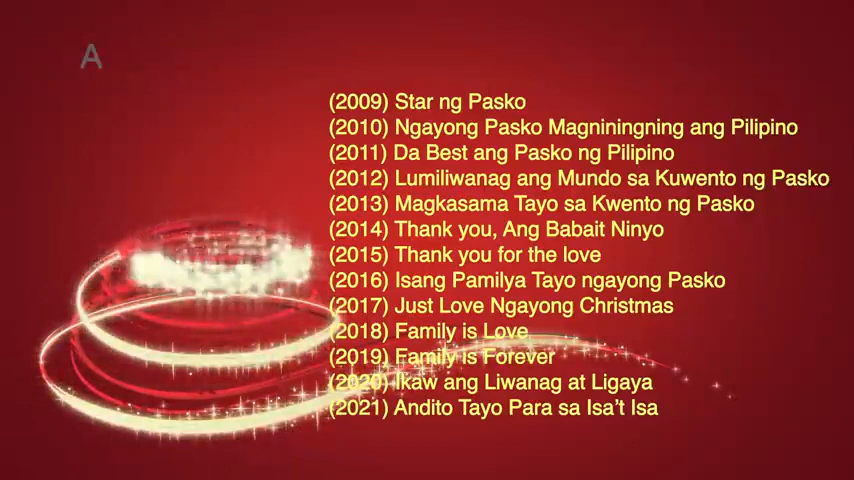 A
(2009) Star ng Pasko
(2010) Ngayong Pasko Magniningning ang Pilipino
(2011) Da Best ang Pasko ng Pilipino
(2012) Lumiliwanag ang Mundo sa Kuwento ng Pasko
(2013) Magkasama Tayo sa Kwento ng Pasko
(2014) Thank you, Ang Babait Ninyo
(2015) Thank you for the love
(2016) Isang Pamilya Tayo ngayong Pasko
(2017) Just Love Ngayong Christmas
(2018) Family is Love
(2019) Family is Forever
(2020) Ikaw ang Liwanag at Ligaya
(2021) Andito Tayo Para sa Isa’t Isa